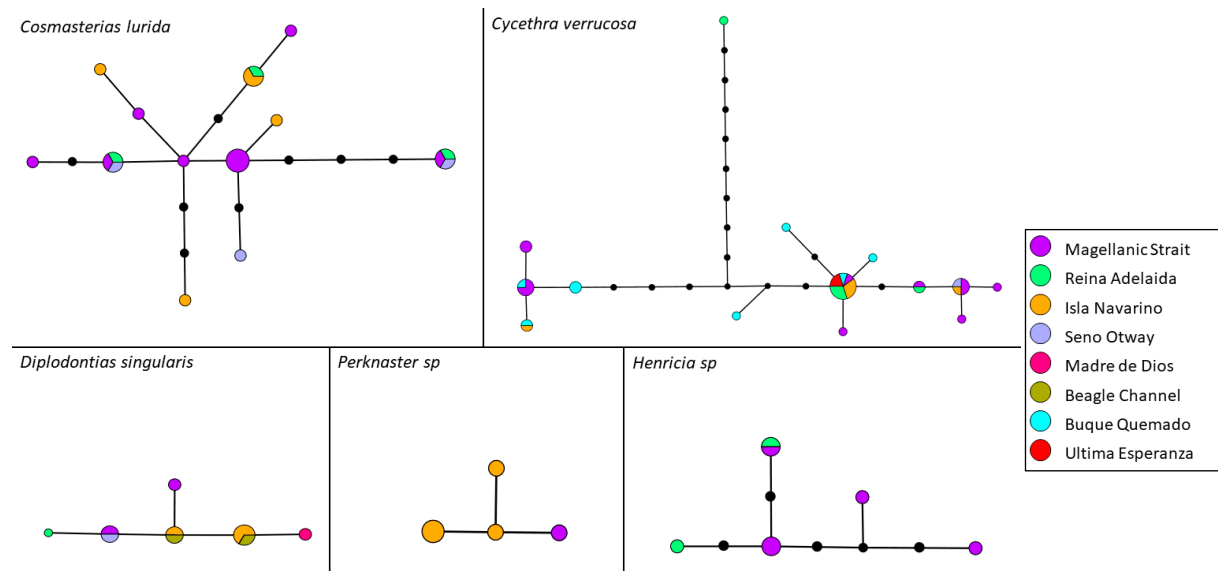 Cosmasterias lurida
Cycethra verrucosa
Magellanic Strait
Reina Adelaida
Isla Navarino
Seno Otway
Madre de Dios
Beagle Channel
Buque Quemado
Ultima Esperanza
Diplodontias singularis
Perknaster sp
Henricia sp